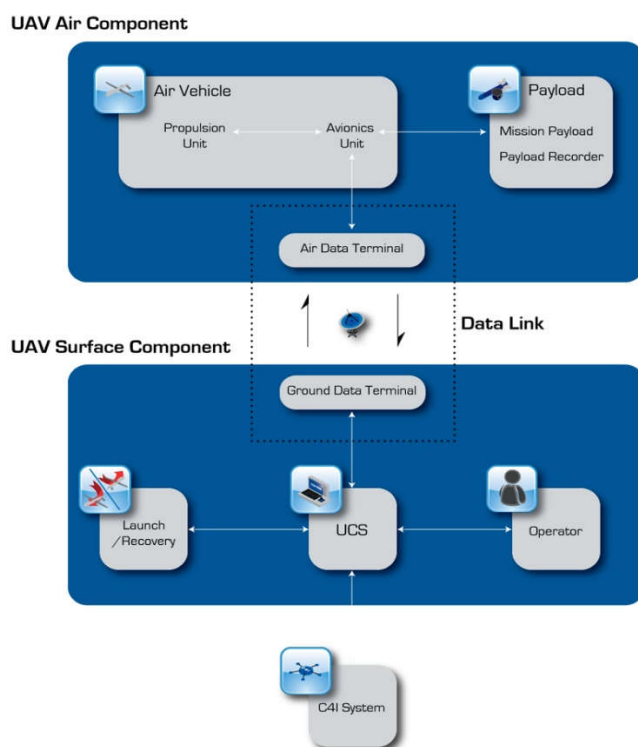 UAV Air Component
Air Vehicle
Payload
Propulsion
Unit
Avionics
Unit
Mission Payload
Payload Recorder
Air Data Terminal
Data Link
UAV Surface Component
Ground Data Terminal
Launch
/Recovery
UCS
Operator
C4I System